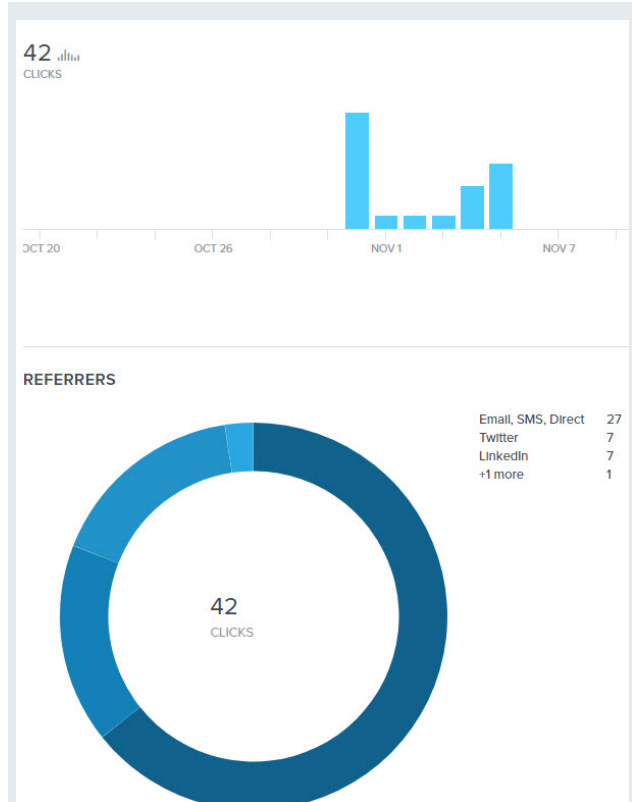 42
CLICKS
OCT 20 OCT 26 NOV 1 NOV 7
REFERRERS
Email, SMS, Direct 27
Twitter 7
LinkedIn 7
+1 more 1
42
CLICKS